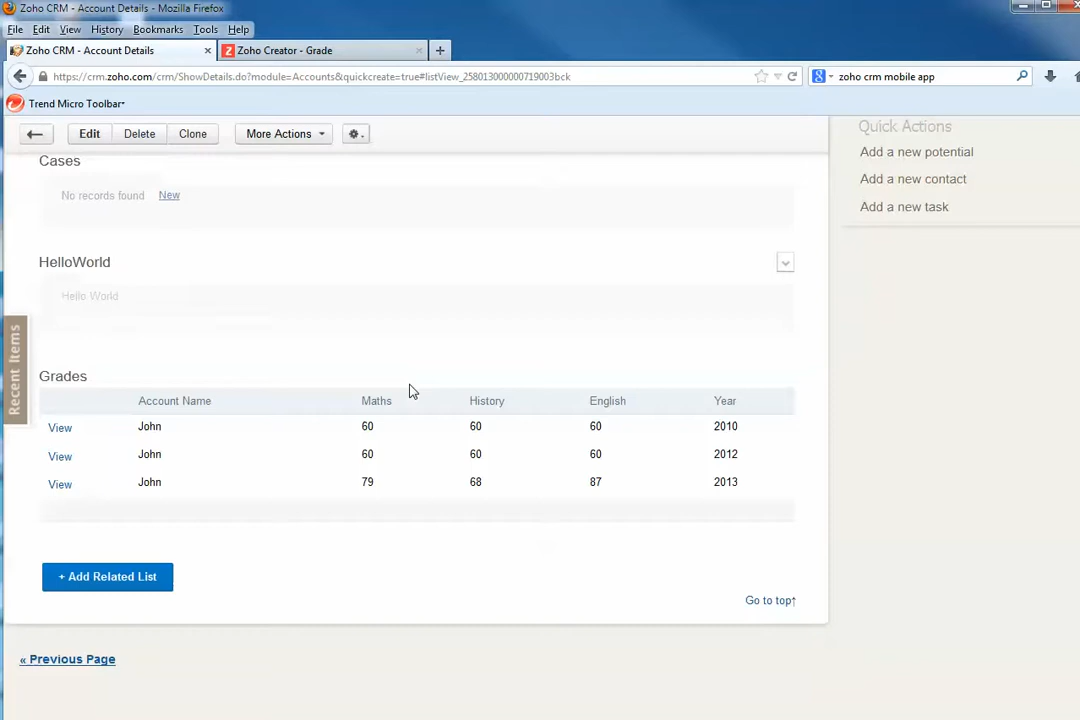 Zoho CRM - Account Details - Mozilla Firefox
File Edit View History Bookmarks Tools Help
Zoho CRM - Account Details × Zoho Creator - Grade × +
https://crm.zoho.com/crm/ShowDetails.do?module=Accounts&quickcreate=true#listView_258013000000719003bck zoho crm mobile app
Trend Micro Toolbar
Edit Delete Clone More Actions
Quick Actions
Add a new potential
Add a new contact
Add a new task
Cases
No records found New
HelloWorld
Hello World
Recent Items
Grades
Account Name Maths History English Year
View John 60 60 60 2010
View John 60 60 60 2012
View John 79 68 87 2013
+ Add Related List
Go to top↑
« Previous Page